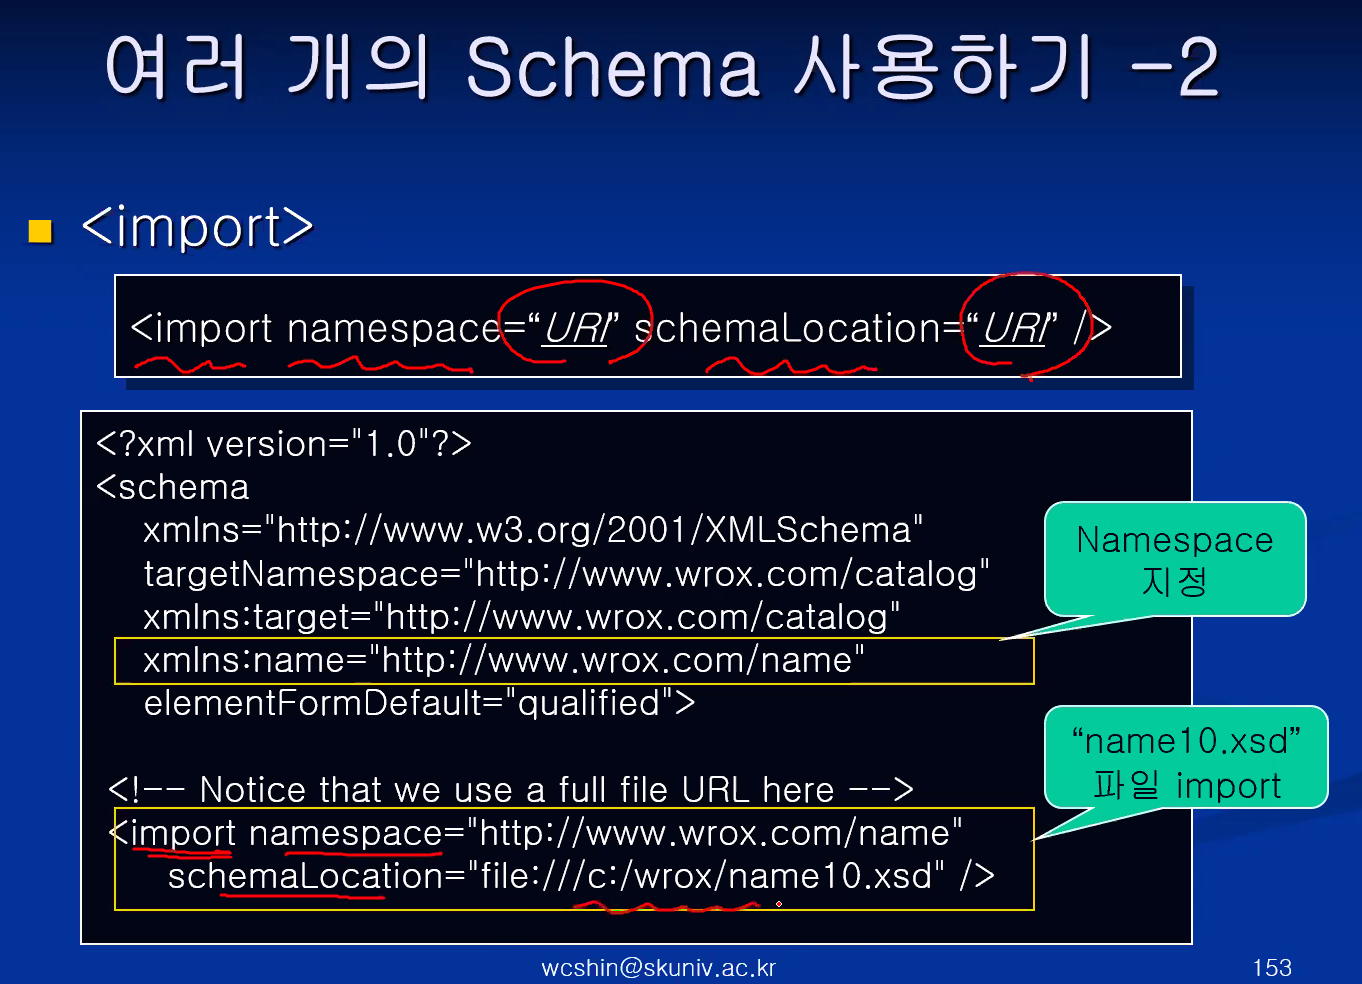 여러 개의 Schema 사용하기 -2
<import>
<import namespace=“URI” schemaLocation=“URI” />
<?xml version="1.0"?>
<schema
xmlns="http://www.w3.org/2001/XMLSchema"
targetNamespace="http://www.wrox.com/catalog"
xmlns:target="http://www.wrox.com/catalog"
xmlns:name="http://www.wrox.com/name"
elementFormDefault="qualified">
<!-- Notice that we use a full file URL here -->
<import namespace="http://www.wrox.com/name"
schemaLocation="file:///c:/wrox/name10.xsd" />
Namespace
지정
“name10.xsd”
파일 import
wcshin@skuniv.ac.kr
153